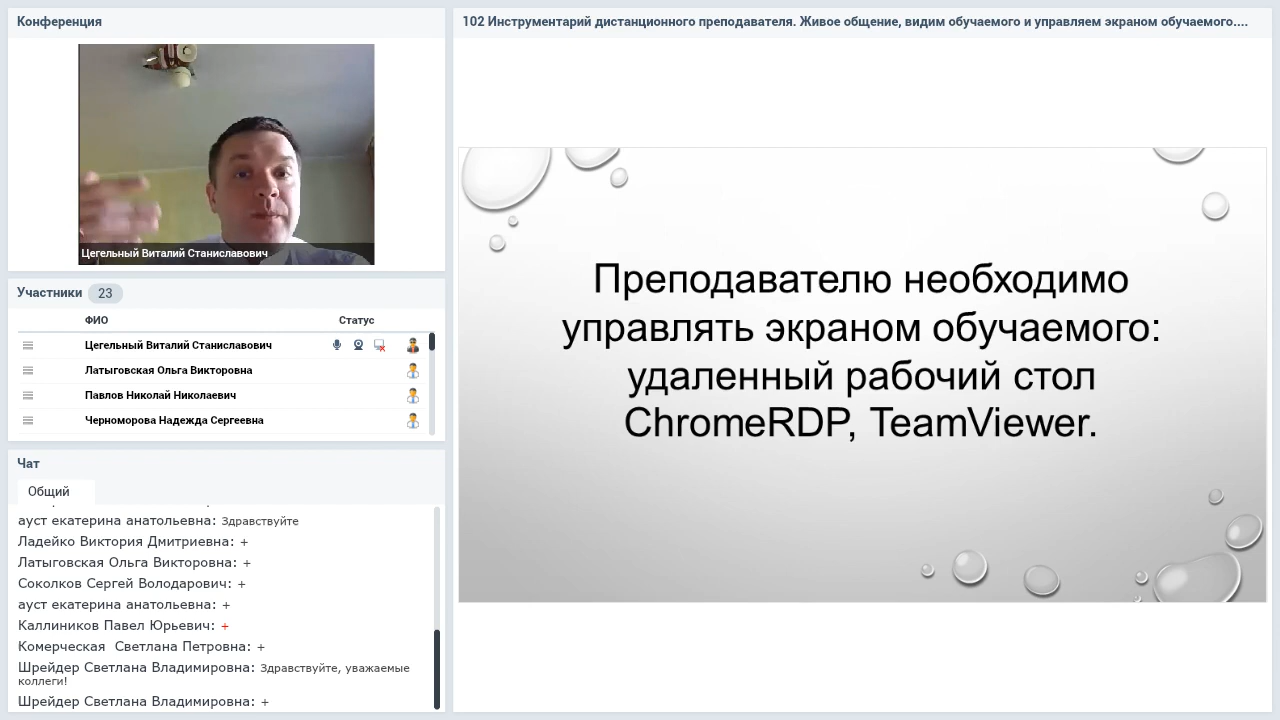 Конференция
Цегельный Виталий Станиславович
Участники 23
ФИО Статус
Цегельный Виталий Станиславович
Латыговская Ольга Викторовна
Павлов Николай Николаевич
Черноморова Надежда Сергеевна
Чат
Общий
ауст екатерина анатольевна: Здравствуйте
Ладейко Виктория Дмитриевна: +
Латыговская Ольга Викторовна: +
Соколков Сергей Володарович: +
ауст екатерина анатольевна: +
Каллиников Павел Юрьевич: +
Комерческая Светлана Петровна: +
Шрейдер Светлана Владимировна: Здравствуйте, уважаемые
коллеги!
Шрейдер Светлана Владимировна: +
102 Инструментарий дистанционного преподавателя. Живое общение, видим обучаемого и управляем экраном обучаемого....
Преподавателю необходимо
управлять экраном обучаемого:
удаленный рабочий стол
ChromeRDP, TeamViewer.